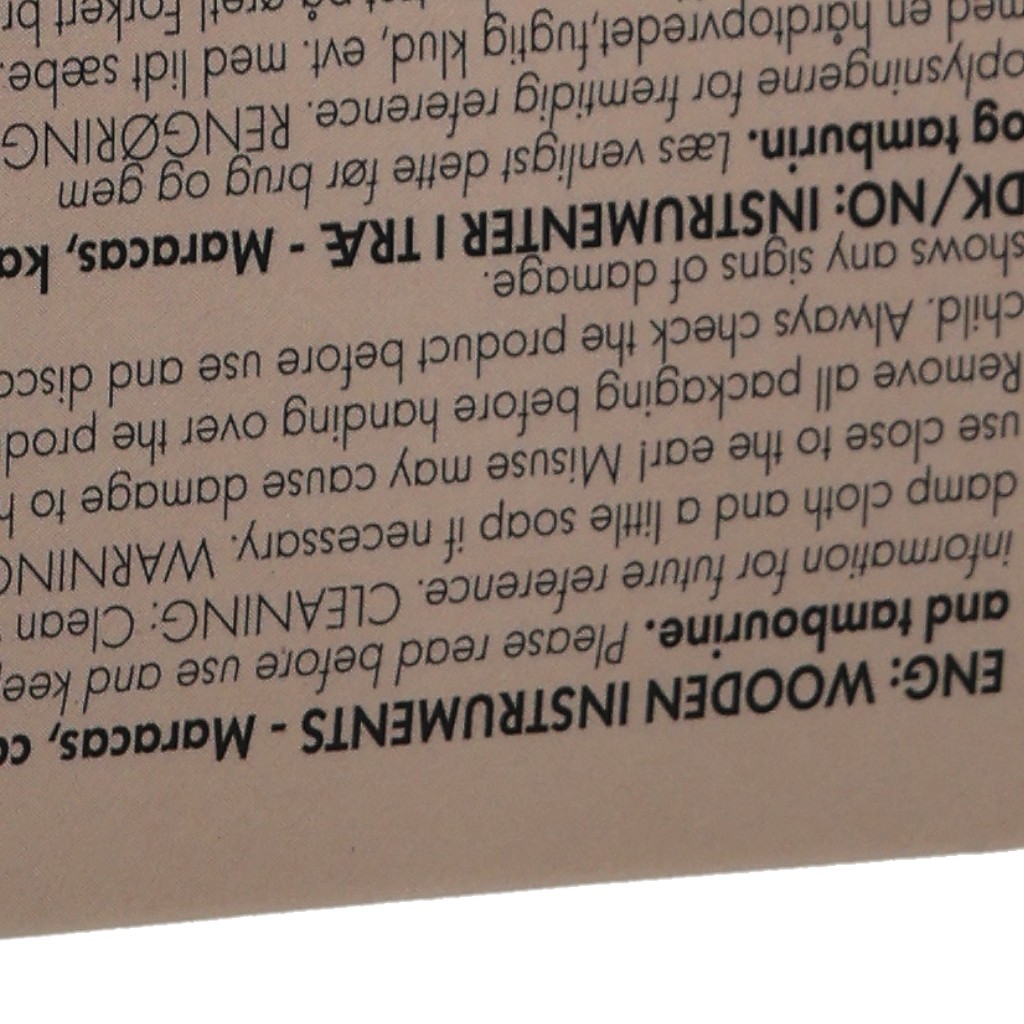 ENG: WOODEN INSTRUMENTS - Maracas,
and tambourine. Please read before use and
information for future reference. CLEANING: Clean
damp cloth and a little soap if necessary. WARNING
use close to the ear! Misuse may cause damage to
Remove all packaging before handing over the
child. Always check the product before use and
shows any signs of damage.
DK/NO: INSTRUMENTER I TRÆ - Maracas,
og tamburin. Læs venligst dette før brug og gem
oplysningerne for fremtidig reference. RENGØRING
med en hårdtopvredet,fugtig klud, evt. med lidt sæbe.
på øret! Forkert